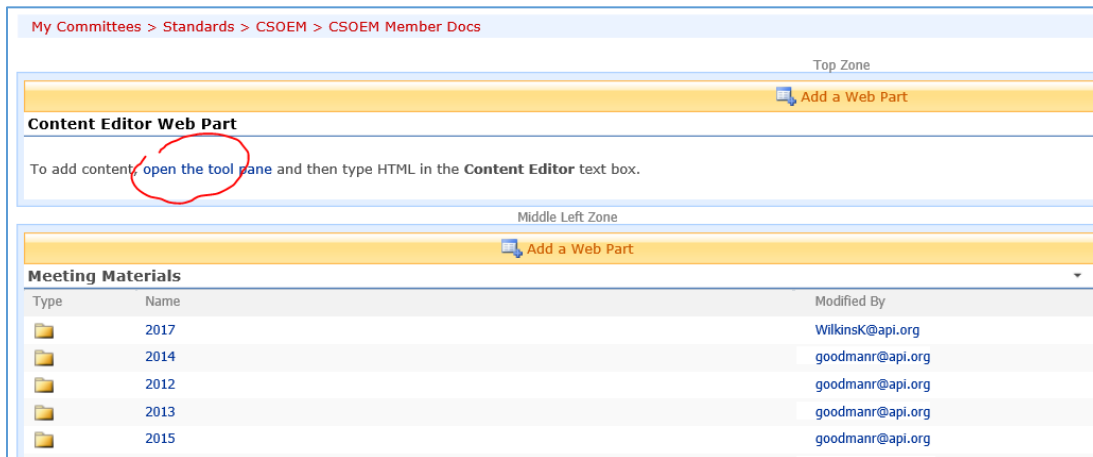 My Committees > Standards > CSOEM > CSOEM Member Docs
Top Zone
Add a Web Part
Content Editor Web Part
To add content, open the tool pane and then type HTML in the Content Editor text box.
Middle Left Zone
Add a Web Part
Meeting Materials
Type Name Modified By
2017 WilkinsK@api.org
2014 goodmanr@api.org
2012 goodmanr@api.org
2013 goodmanr@api.org
2015 goodmanr@api.org